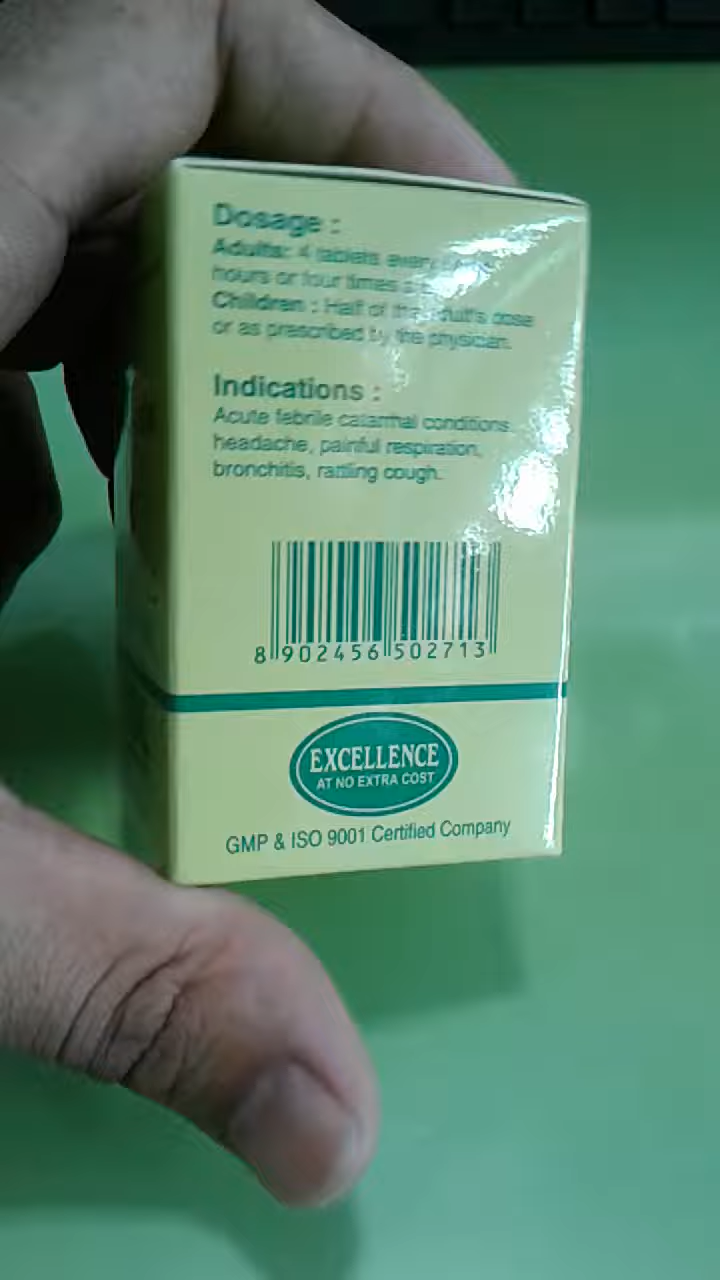 Dosage :
Adults: 4 tablets every
hours or four times a
Children : Half of the adult's dose
or as prescribed by the physician.
Indications :
Acute febrile catarrhal conditions,
headache, painful respiration,
bronchitis, rattling cough.
8 902456 502713
EXCELLENCE
AT NO EXTRA COST
GMP & ISO 9001 Certified Company